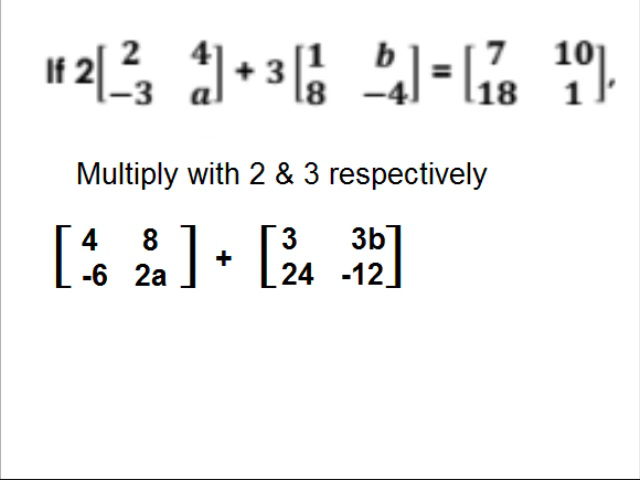 If 2[2 4] + 3[1 b] = [7 10],
[-3 a] [8 -4] [18 1]
Multiply with 2 & 3 respectively
[4 8] + [3 3b]
[-6 2a] [24 -12]